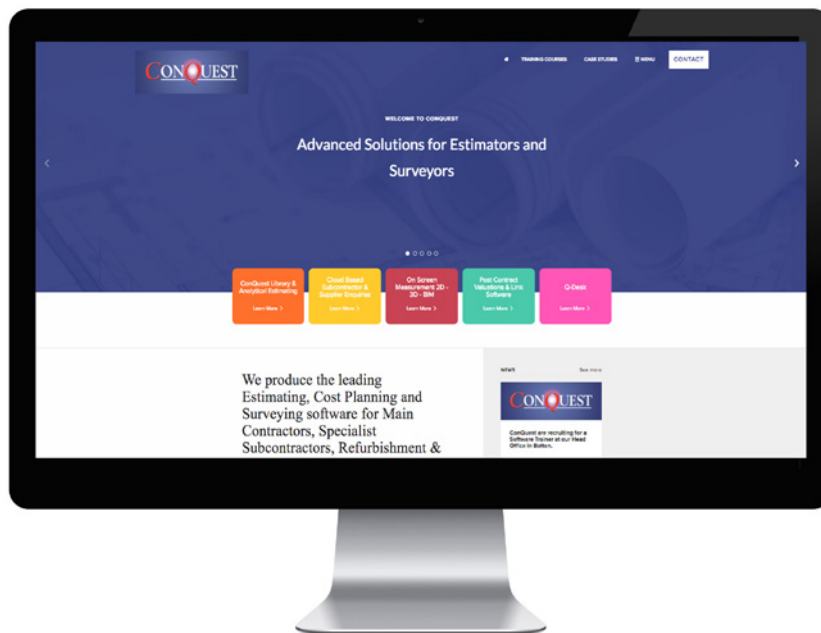 CONQUEST
TRAINING COURSES
CASE STUDIES
MENU
CONTACT
WELCOME TO CONQUEST
Advanced Solutions for Estimators and
Surveyors
ConQuest Library &
Analytical Estimating
Learn More >
Cloud Based
Subcontractor &
Supplier Enquiries
Learn More >
On Screen
Measurement 2D -
3D - BIM
Learn More >
Post Contract
Valuations & Link
Software
Learn More >
Q-Desk
Learn More >
We produce the leading
Estimating, Cost Planning and
Surveying software for Main
Contractors, Specialist
Subcontractors, Refurbishment &
NEWS
See more
CONQUEST
ConQuest are recruiting for a
Software Trainer at our Head
Office in Bolton.